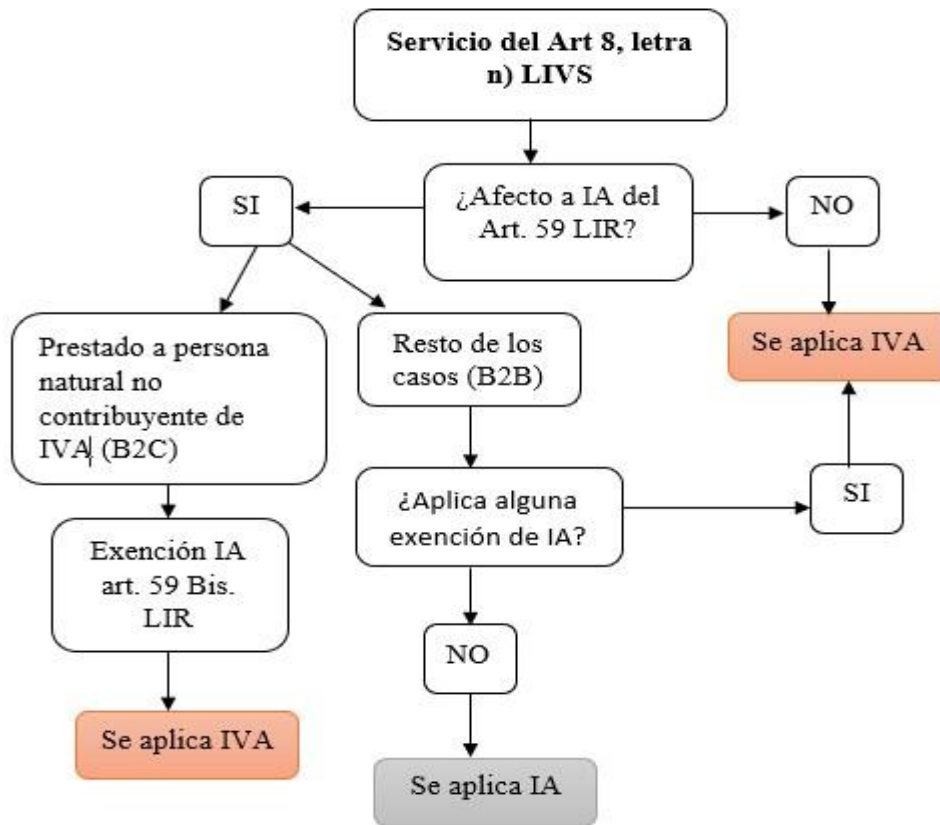 Servicio del Art 8, letra
n) LIVS
¿Afecto a IA del
Art. 59 LIR?
SI
NO
Prestado a persona
natural no
contribuyente de
IVA (B2C)
Resto de los
casos (B2B)
Se aplica IVA
¿Aplica alguna
exención de IA?
SI
Exención IA
art. 59 Bis.
LIR
NO
Se aplica IVA
Se aplica IA